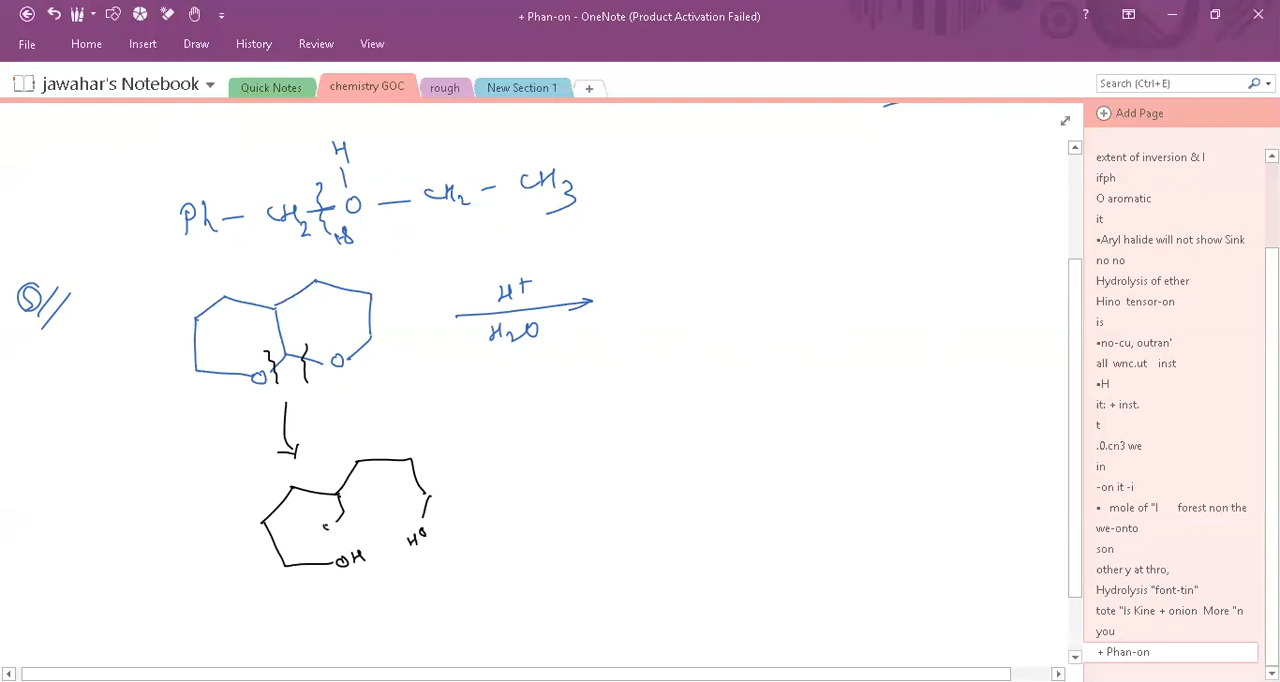 + Phan-on - OneNote (Product Activation Failed)
?
File Home Insert Draw History Review View
jawahar's Notebook
Quick Notes chemistry GOC rough New Section 1 +
Search (Ctrl+E)
Add Page
extent of inversion & l
ifph
O aromatic
it
•Aryl halide will not show Sink
no no
Hydrolysis of ether
Hino tensor-on
is
•no-cu, outran'
all wnc.ut inst
•H
it: + inst.
t
.0.cn3 we
in
-on it -i
• mole of "I forest non the
we-onto
son
other y at thro,
Hydrolysis "font-tin"
tote "Is Kine + onion More "n
you
+ Phan-on
H
Ph - CH2 - O - CH2 - CH3
O O
H+
H2O
OH
HO